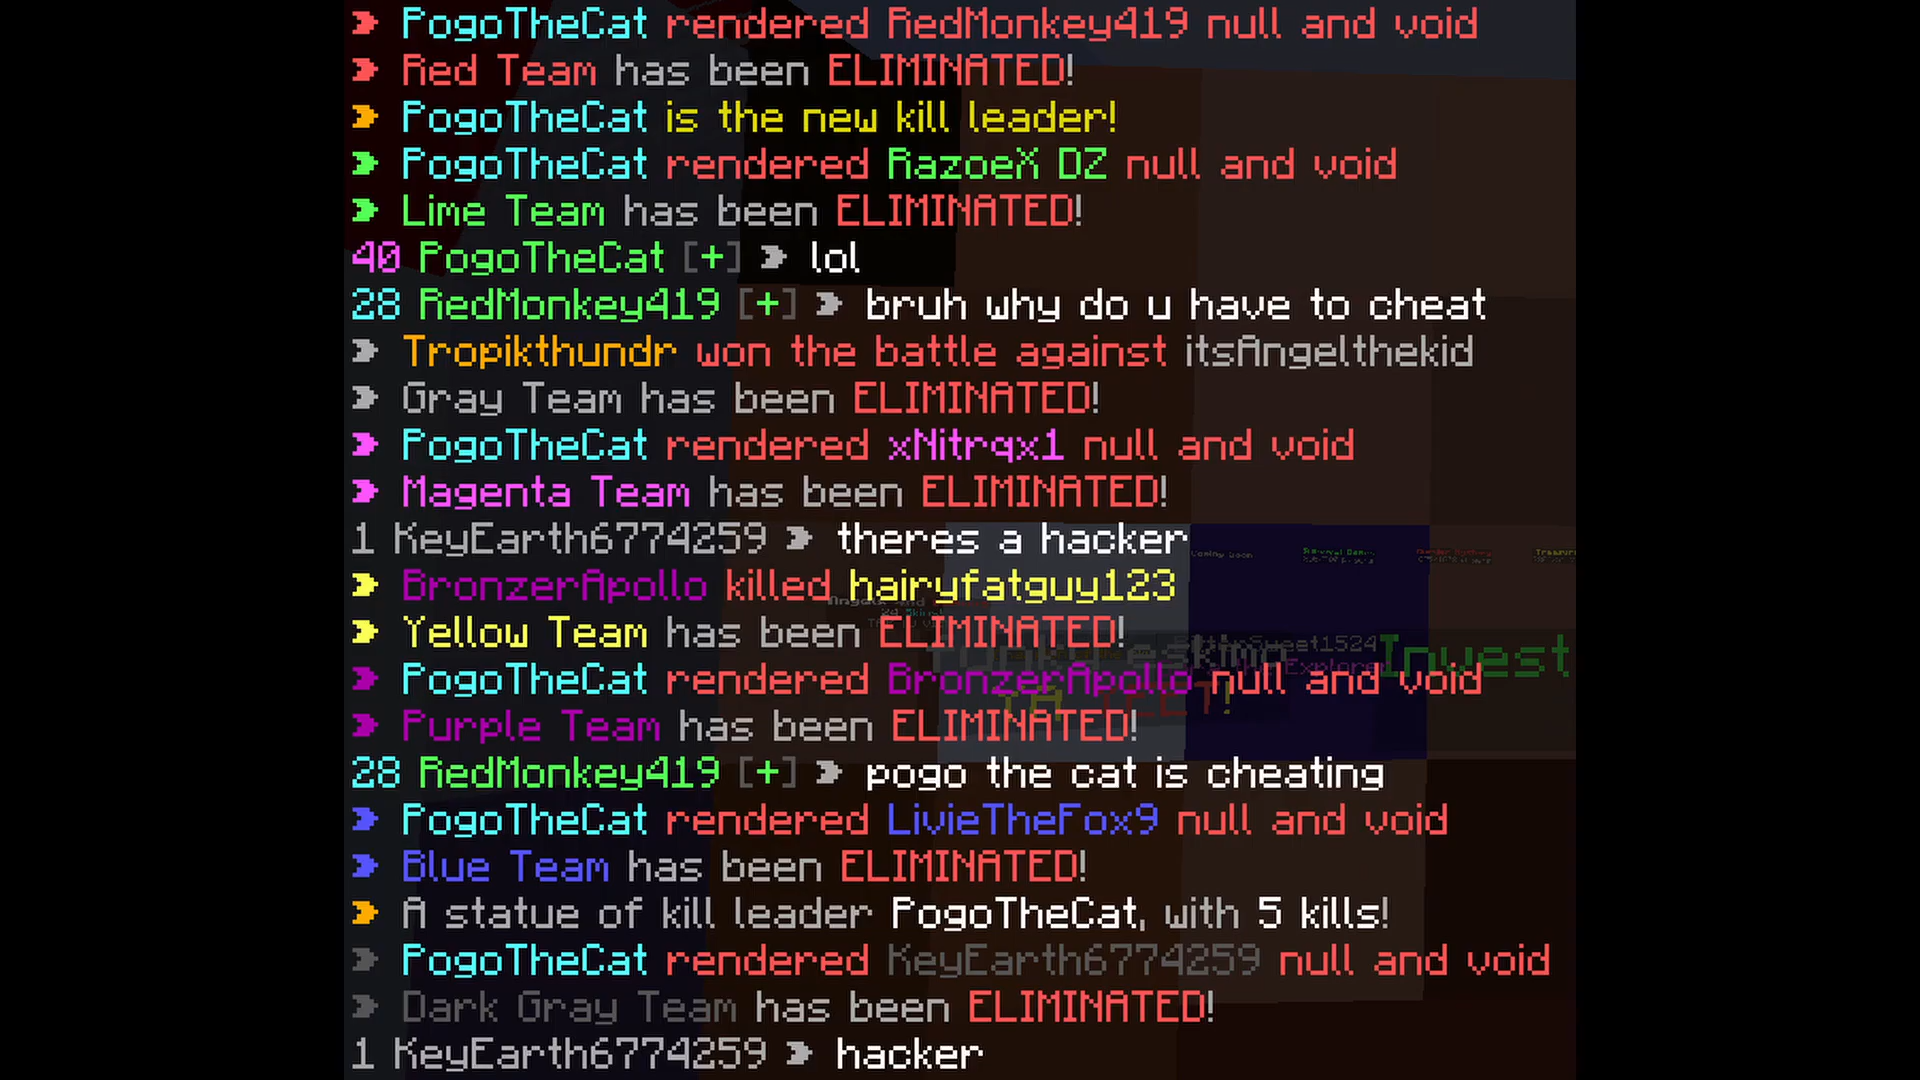 PogoTheCat rendered RedMonkey419 null and void
Red Team has been ELIMINATED!
PogoTheCat is the new kill leader!
PogoTheCat rendered RazoeX DZ null and void
Lime Team has been ELIMINATED!
40 PogoTheCat [+] lol
28 RedMonkey419 [+] bruh why do u have to cheat
Tropikthundr won the battle against itsAngelthekid
Gray Team has been ELIMINATED!
PogoTheCat rendered xNitrqx1 null and void
Magenta Team has been ELIMINATED!
1 KeyEarth6774259 theres a hacker
BronzerApollo killed hairyfatguy123
Yellow Team has been ELIMINATED!
PogoTheCat rendered BronzerApollo null and void
Invest
Purple Team has been ELIMINATED!
28 RedMonkey419 [+] pogo the cat is cheating
PogoTheCat rendered LivieTheFox9 null and void
Blue Team has been ELIMINATED!
A statue of kill leader PogoTheCat, with 5 kills!
PogoTheCat rendered KeyEarth6774259 null and void
Dark Gray Team has been ELIMINATED!
1 KeyEarth6774259 hacker